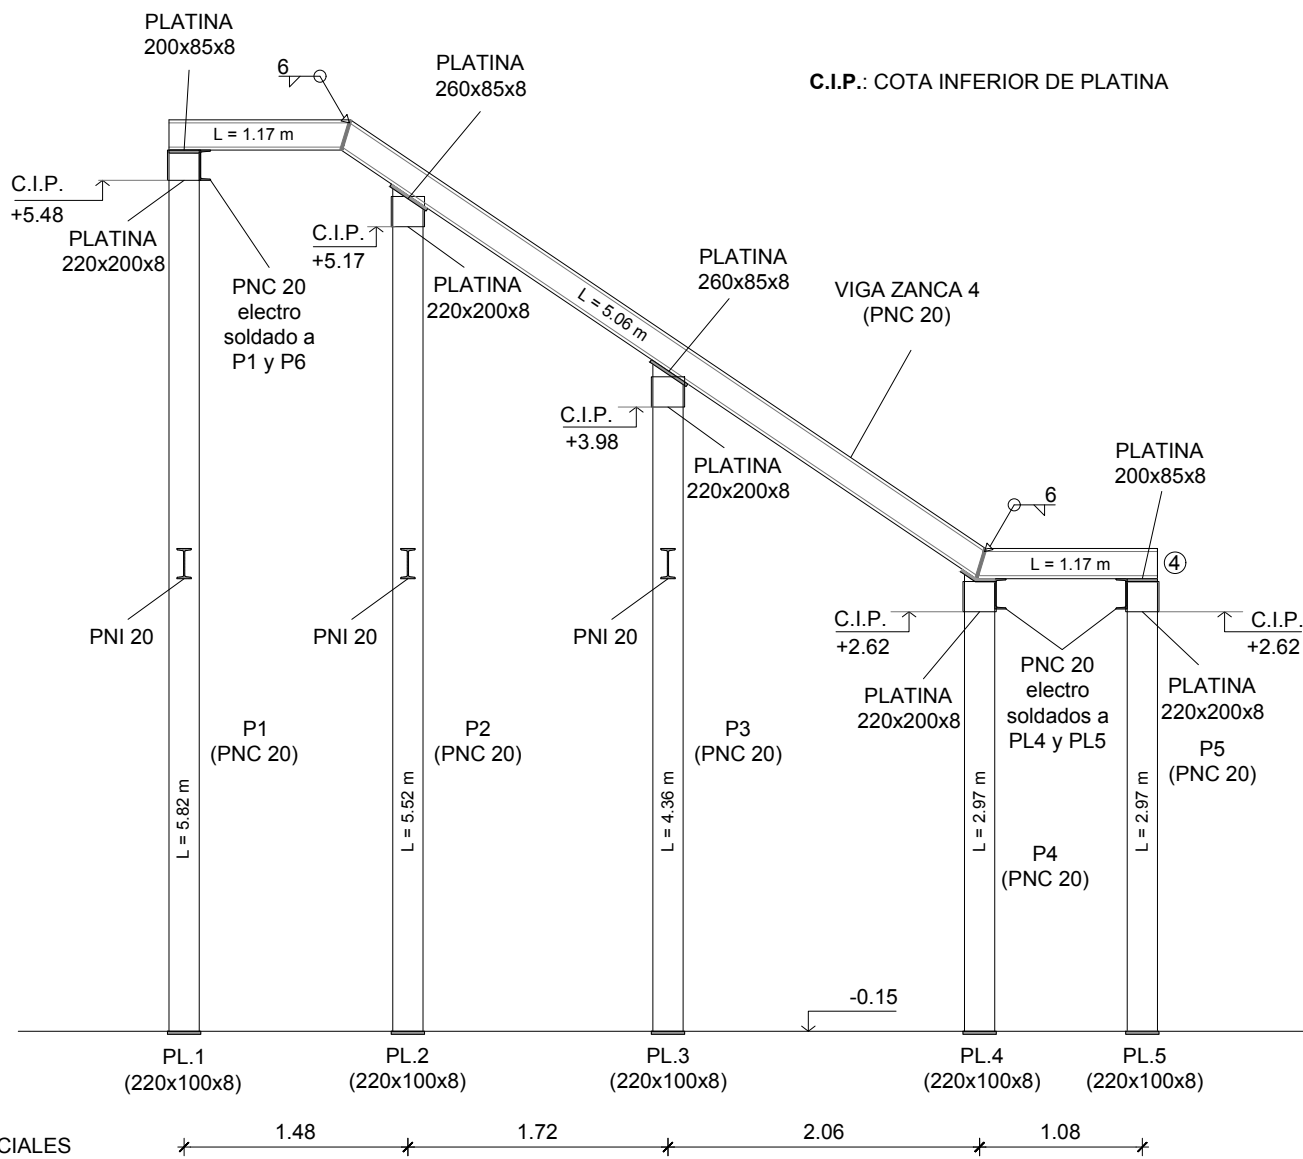 PLATINA
200x85x8
6
PLATINA
260x85x8
C.I.P.: COTA INFERIOR DE PLATINA
L = 1.17 m
C.I.P.
+5.48
PLATINA
220x200x8
C.I.P.
+5.17
PNC 20
electro
soldado a
P1 y P6
PLATINA
220x200x8
L = 5.06 m
PLATINA
260x85x8
VIGA ZANCA 4
(PNC 20)
C.I.P.
+3.98
PLATINA
220x200x8
PLATINA
200x85x8
6
L = 1.17 m
4
PNI 20
PNI 20
PNI 20
C.I.P.
+2.62
C.I.P.
+2.62
PNC 20
electro
soldados a
PL4 y PL5
PLATINA
220x200x8
PLATINA
220x200x8
P1
(PNC 20)
P2
(PNC 20)
P3
(PNC 20)
P5
(PNC 20)
L = 5.82 m
L = 5.52 m
L = 4.36 m
L = 2.97 m
L = 2.97 m
P4
(PNC 20)
-0.15
PL.1
(220x100x8)
PL.2
(220x100x8)
PL.3
(220x100x8)
PL.4
(220x100x8)
PL.5
(220x100x8)
CIALES
1.48
1.72
2.06
1.08